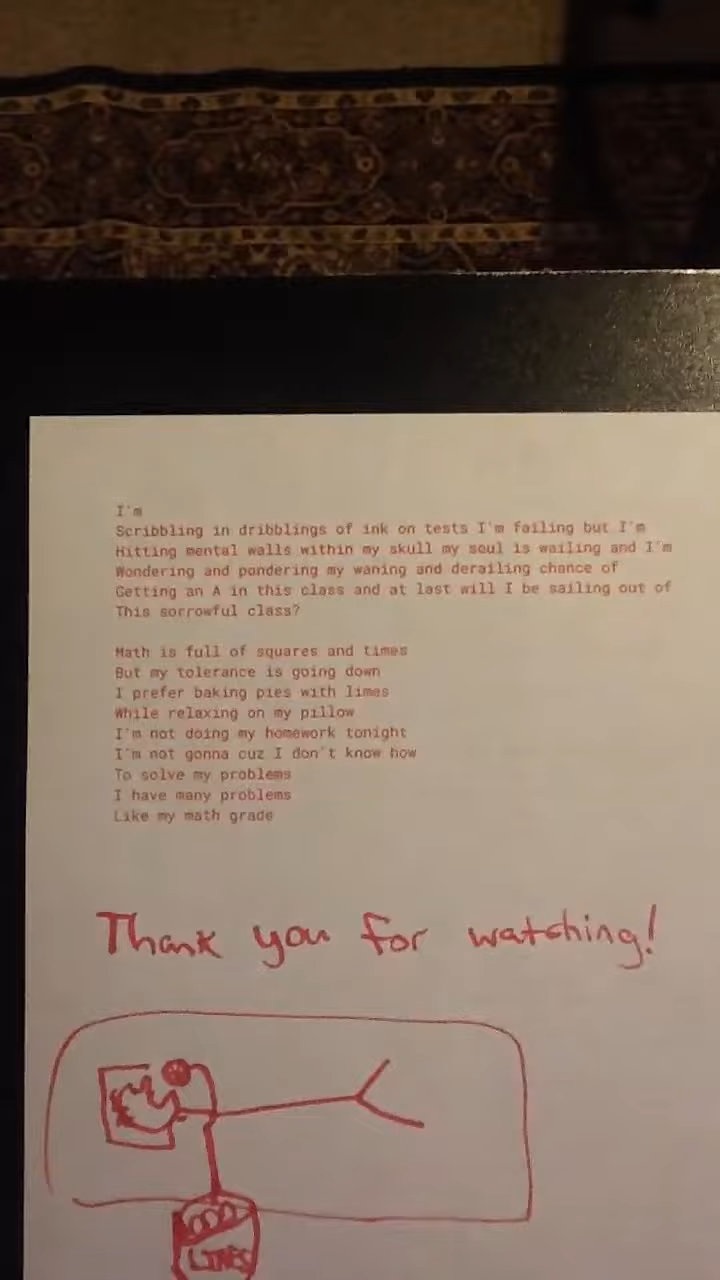 I'm
Scribbling in dribblings of ink on tests I'm failing but I'm
Hitting mental walls within my skull my soul is wailing and I'm
Wondering and pondering my waning and derailing chance of
Getting an A in this class and at last will I be sailing out of
This sorrowful class?
Math is full of squares and times
But my tolerance is going down
I prefer baking pies with limes
While relaxing on my pillow
I'm not doing my homework tonight
I'm not gonna cuz I don't know how
To solve my problems
I have many problems
Like my math grade
Thank you for watching!
LIMES